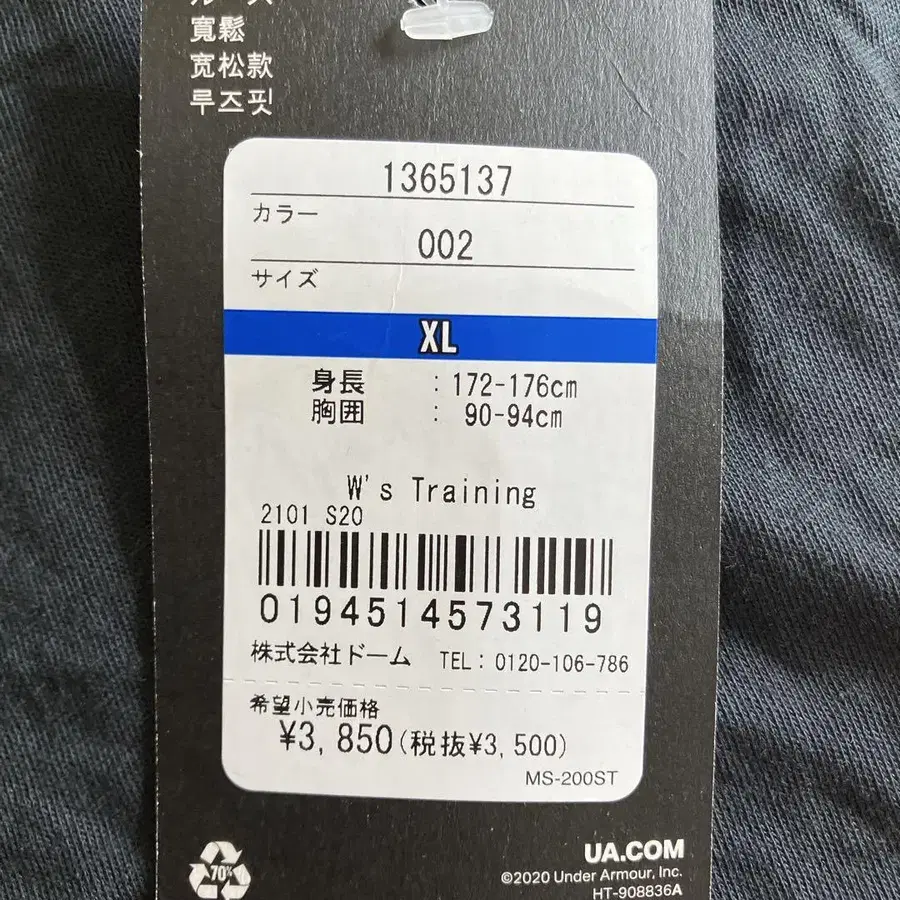 寬鬆
宽松款
루즈핏
1365137
カラー
002
サイズ
XL
身長 : 172-176cm
胸囲 : 90-94cm
W's Training
2101 S20
0194514573119
株式会社ドーム TEL: 0120-106-786
希望小売価格
¥3,850(税抜¥3,500)
MS-200ST
70%
UA.COM
©2020 Under Armour, Inc.
HT-908836A